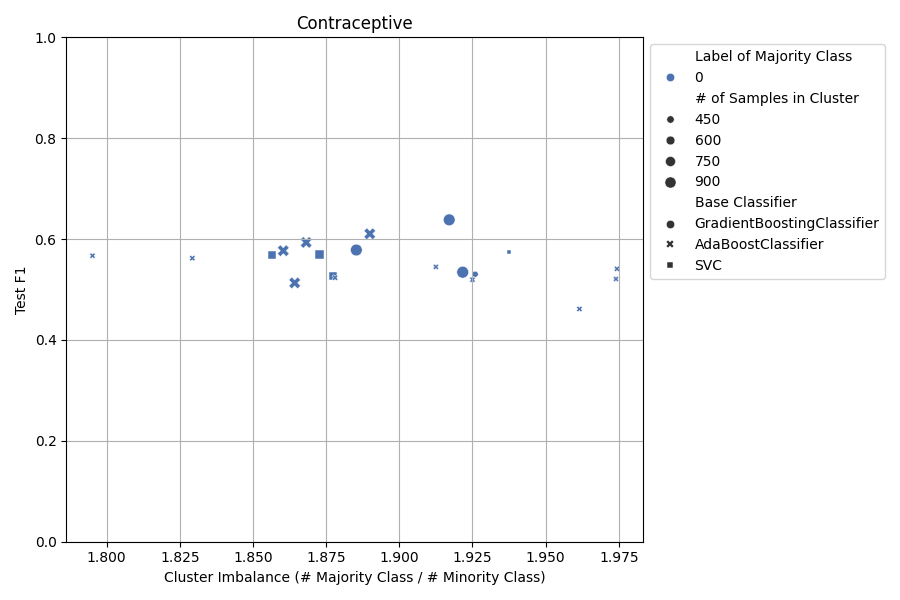 Contraceptive
1.0
0.8
0.6
0.4
0.2
0.0
Test F1
1.800 1.825 1.850 1.875 1.900 1.925 1.950 1.975
Cluster Imbalance (# Majority Class / # Minority Class)
Label of Majority Class
0
# of Samples in Cluster
450
600
750
900
Base Classifier
GradientBoostingClassifier
AdaBoostClassifier
SVC